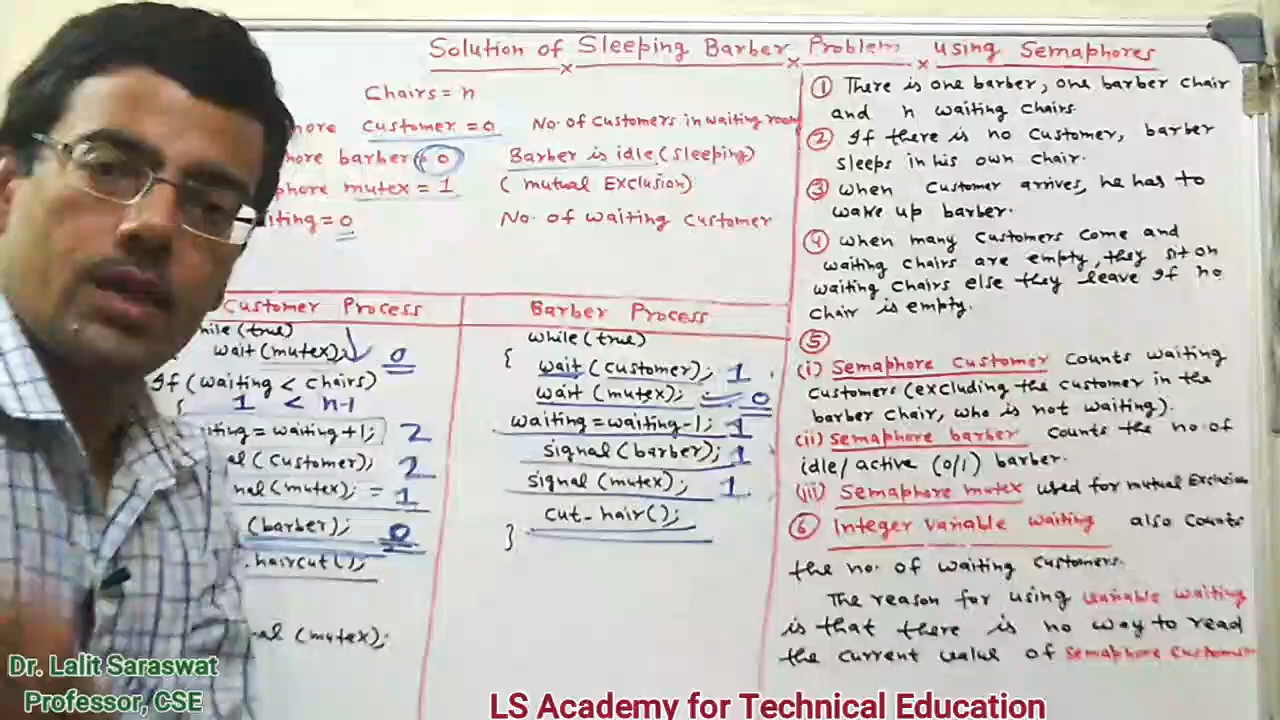 Solution of Sleeping Barber Problem using Semaphores
Chairs = n
customer = 0 No. of customers in waiting room
barber = 0 Barber is idle (sleeping)
mutex = 1 (mutual Exclusion)
= 0 No. of waiting customer
Customer Process
while(true)
wait(mutex); 0
If (waiting < chairs)
{ 1 < n-1
= waiting+1; 2
(customer); 2
(mutex); = 1
(barber); 0
haircut();
(mutex);
Barber Process
while(true)
{ wait (customer); 1
wait (mutex); 0
waiting = waiting-1; 1
signal(barber); 1
signal (mutex); 1
cut_hair();
}
① There is one barber, one barber chair
and n waiting chairs.
② If there is no customer, barber
sleeps in his own chair.
③ when customer arrives, he has to
wake up barber.
④ when many customers come and
waiting chairs are empty, they sit on
waiting chairs else they leave if no
chair is empty.
⑤
(i) Semaphore customer counts waiting
customers (excluding the customer in the
barber chair, who is not waiting).
(ii) Semaphore barber counts the no. of
idle/active (0/1) barber.
(iii) Semaphore mutex used for mutual Exclusion
⑥ Integer variable waiting also counts
the no. of waiting customers.
The reason for using variable waiting
is that there is no way to read
the current value of Semaphore Customer
Dr. Lalit Saraswat
Professor, CSE
LS Academy for Technical Education